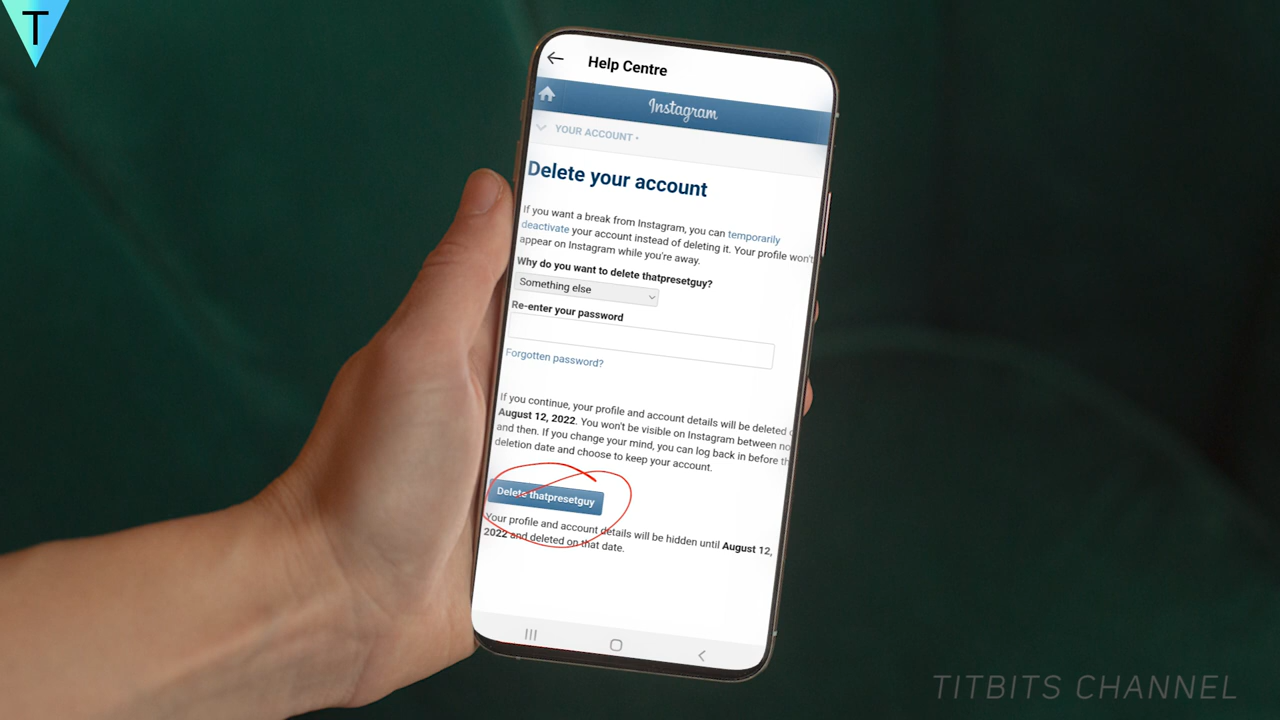 T
Help Centre
Instagram
YOUR ACCOUNT
Delete your account
If you want a break from Instagram, you can temporarily
deactivate your account instead of deleting it. Your profile won't
appear on Instagram while you're away.
Why do you want to delete thatpresetguy?
Something else
Re-enter your password
Forgotten password?
If you continue, your profile and account details will be deleted
August 12, 2022. You won't be visible on Instagram between no
and then. If you change your mind, you can log back in before th
deletion date and choose to keep your account.
Delete thatpresetguy
Your profile and account details will be hidden until August 12,
2022 and deleted on that date.
TITBITS CHANNEL